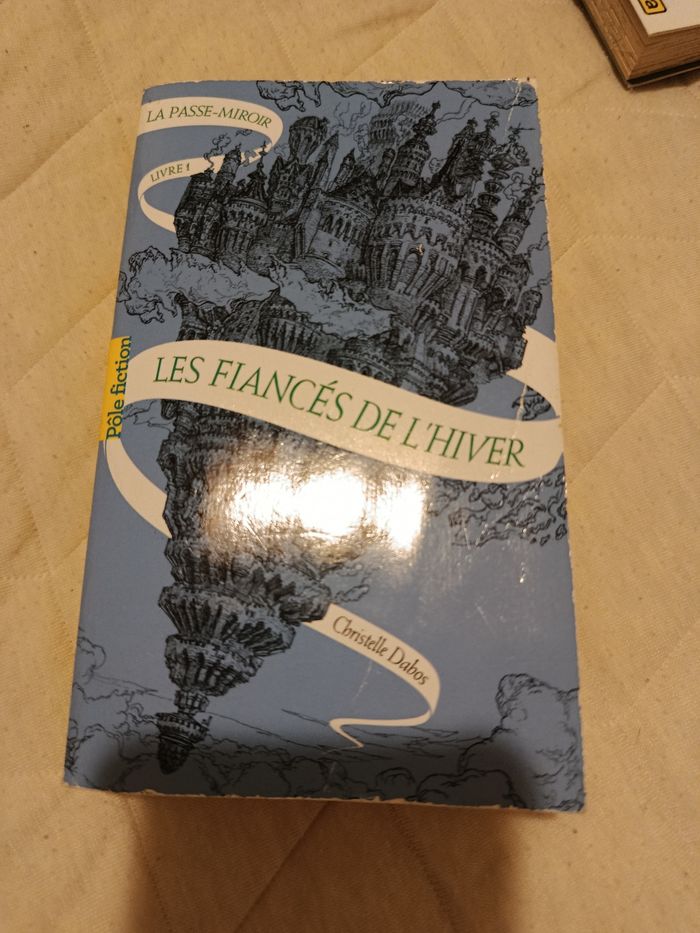 LA PASSE-MIROIR
LIVRE 1
Pôle fiction
LES FIANCÉS DE L'HIVER
Christelle Dabos
a